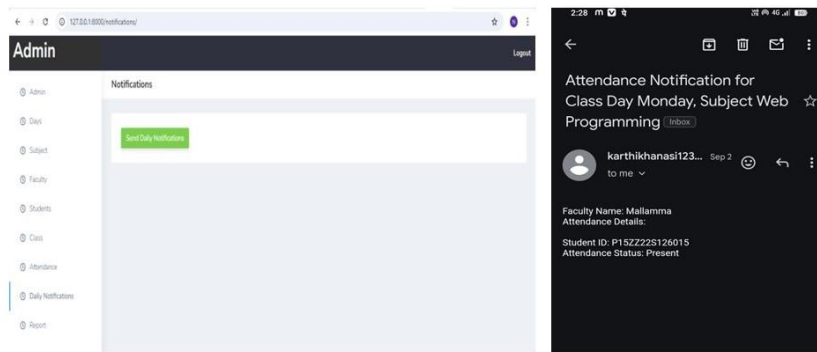 127.0.0.1:8000/notifications/
Admin
Logout
Admin
Days
Subject
Faculty
Students
Class
Attendance
Daily Notifications
Report
Notifications
Send Daily Notifications
2:28
4G
Attendance Notification for
Class Day Monday, Subject Web
Programming Inbox
karthikhanasi123... Sep 2
to me
Faculty Name: Mallamma
Attendance Details:
Student ID: P15ZZ22S126015
Attendance Status: Present